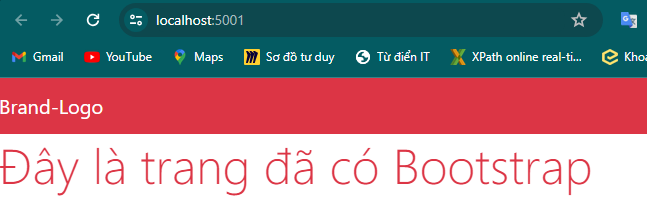 localhost:5001
Gmail YouTube Maps Sơ đồ tư duy Từ điển IT XPath online real-ti... Khoa
Brand-Logo
Đây là trang đã có Bootstrap